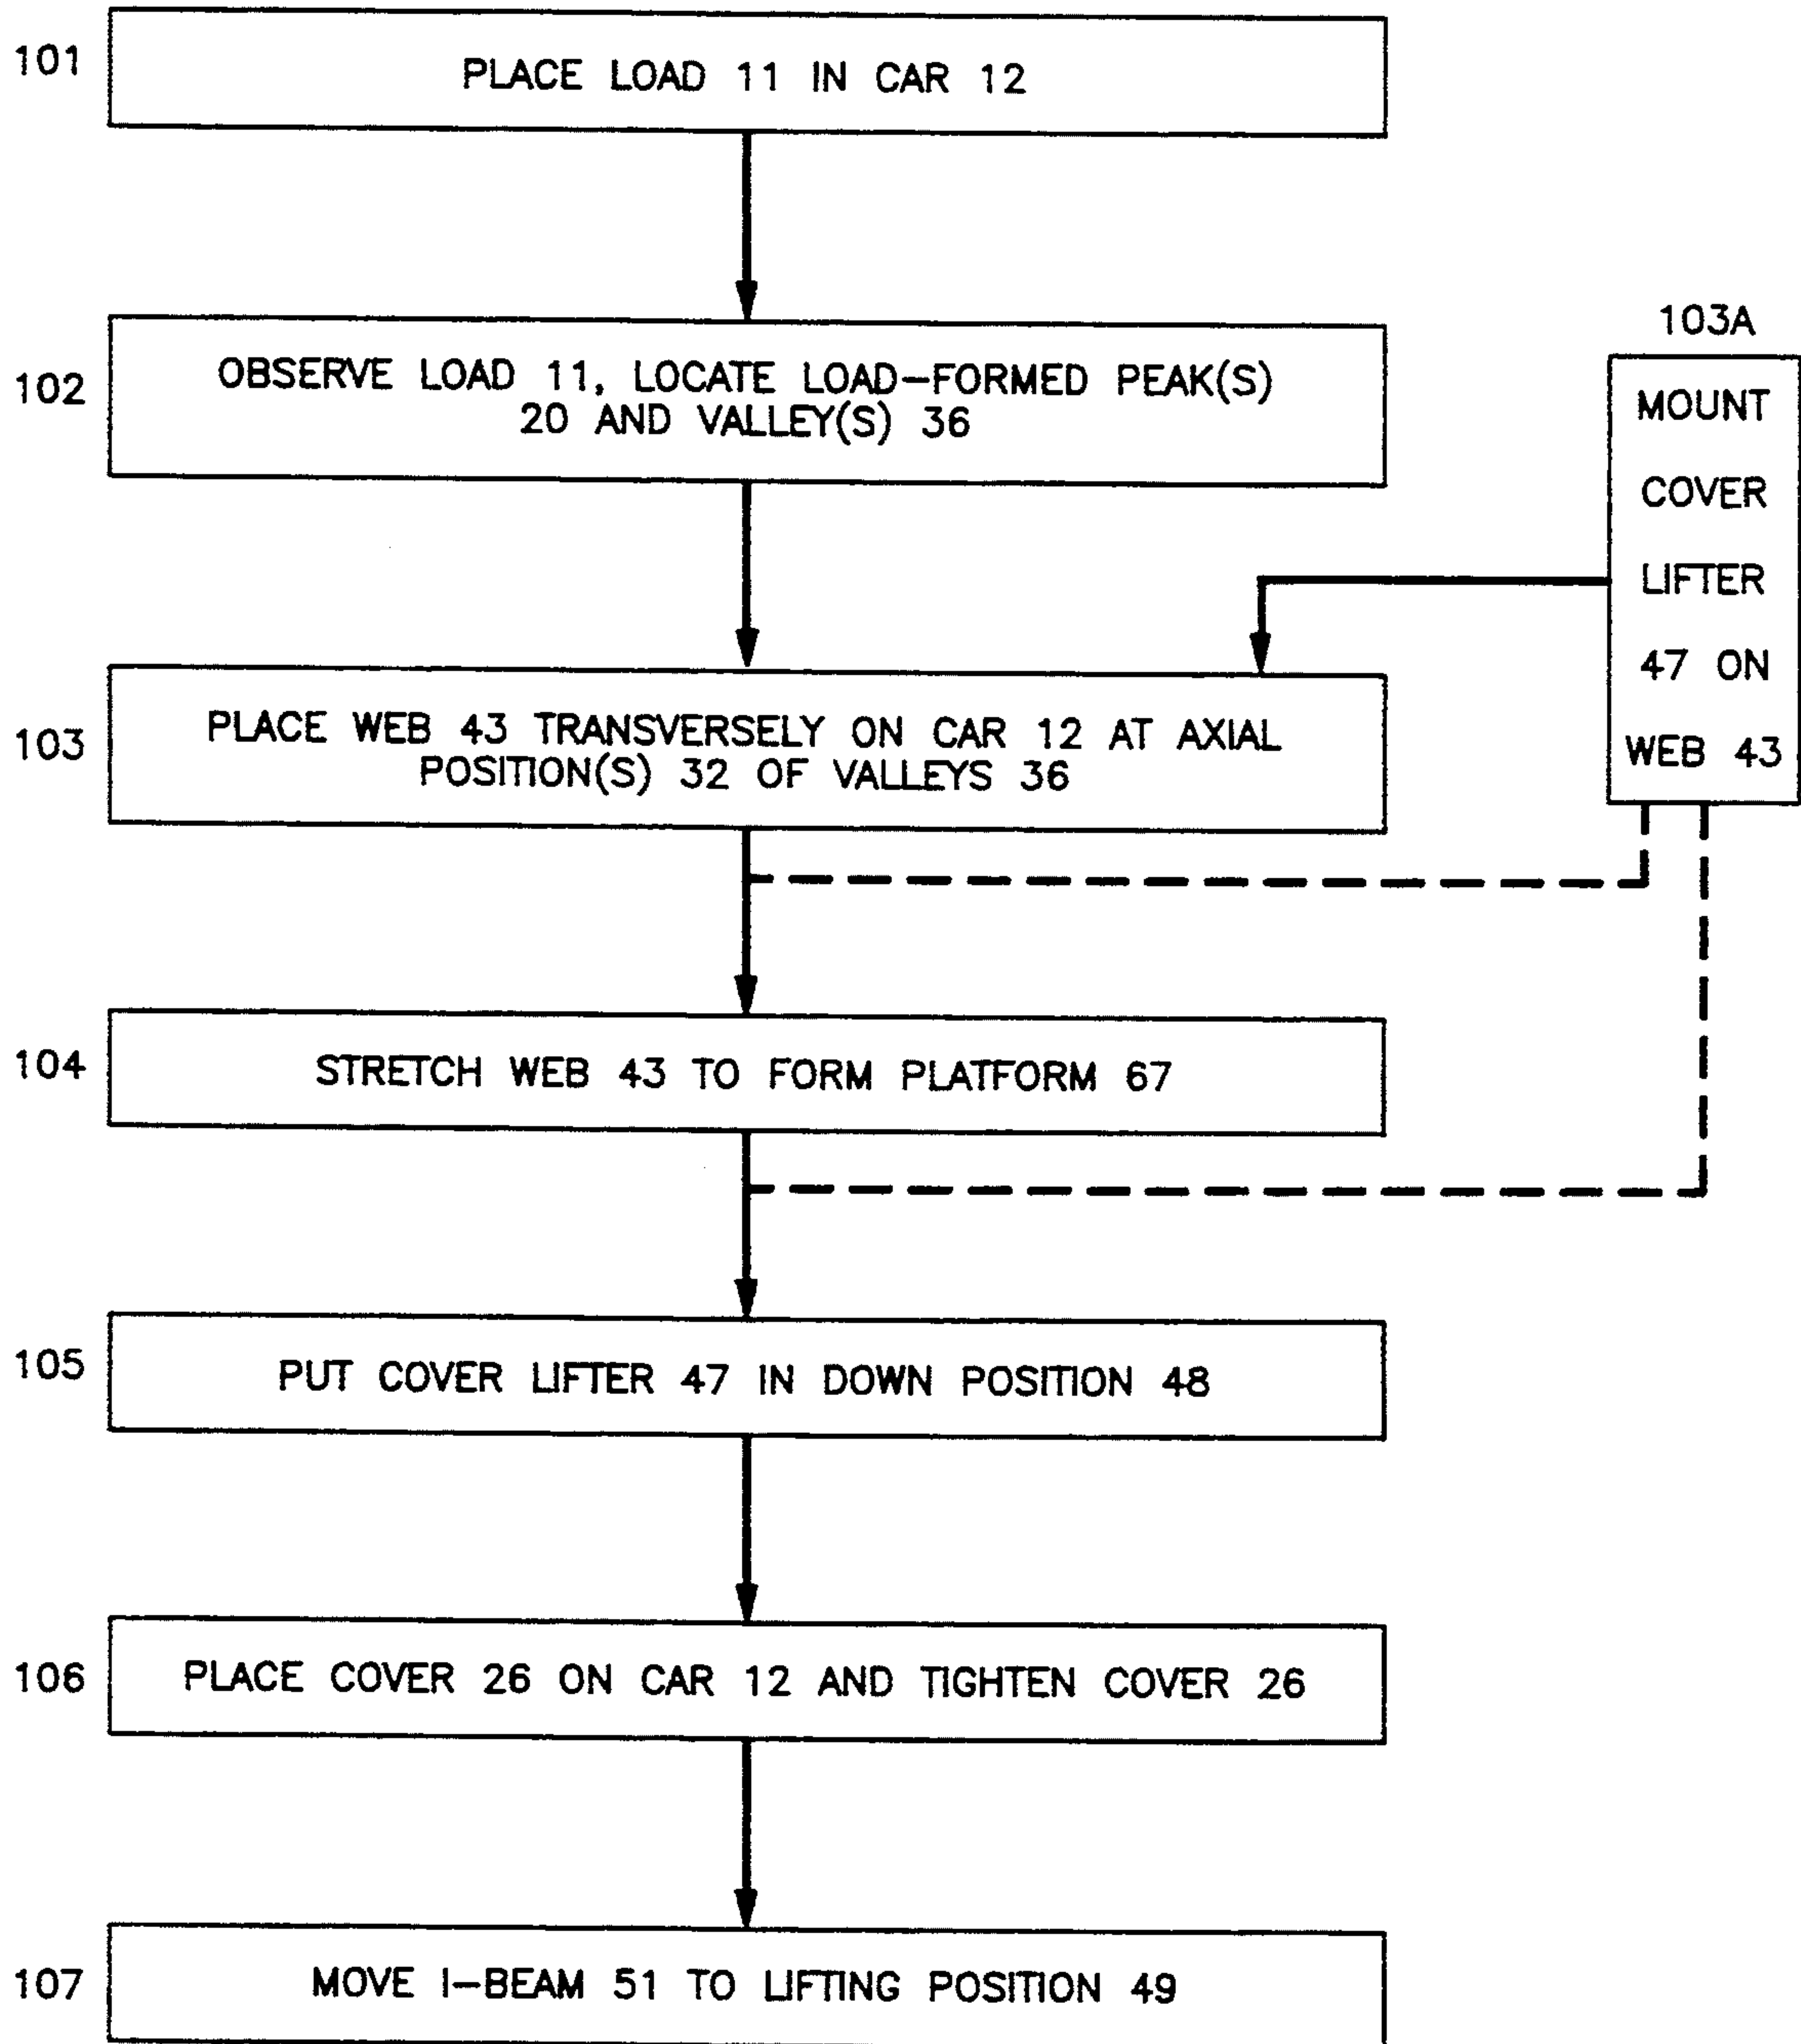 101
PLACE LOAD 11 IN CAR 12
102
OBSERVE LOAD 11, LOCATE LOAD-FORMED PEAK(S)
20 AND VALLEY(S) 36
103A
MOUNT
COVER
LIFTER
47 ON
WEB 43
103
PLACE WEB 43 TRANSVERSELY ON CAR 12 AT AXIAL
POSITION(S) 32 OF VALLEYS 36
104
STRETCH WEB 43 TO FORM PLATFORM 67
105
PUT COVER LIFTER 47 IN DOWN POSITION 48
106
PLACE COVER 26 ON CAR 12 AND TIGHTEN COVER 26
107
MOVE I-BEAM 51 TO LIFTING POSITION 49